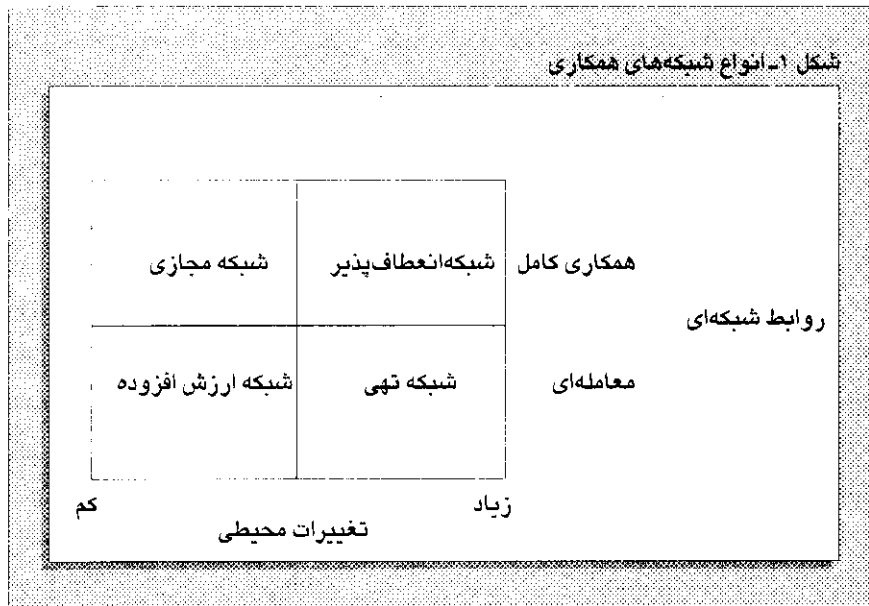 شکل ۱ـ انواع شبکه‌های همکاری
همکاری کامل
شبکه‌انعطاف‌پذیر
شبکه مجازی
روابط شبکه‌ای
معامله‌ای
شبکه تهی
شبکه ارزش افزوده
زیاد
کم
تغییرات محیطی